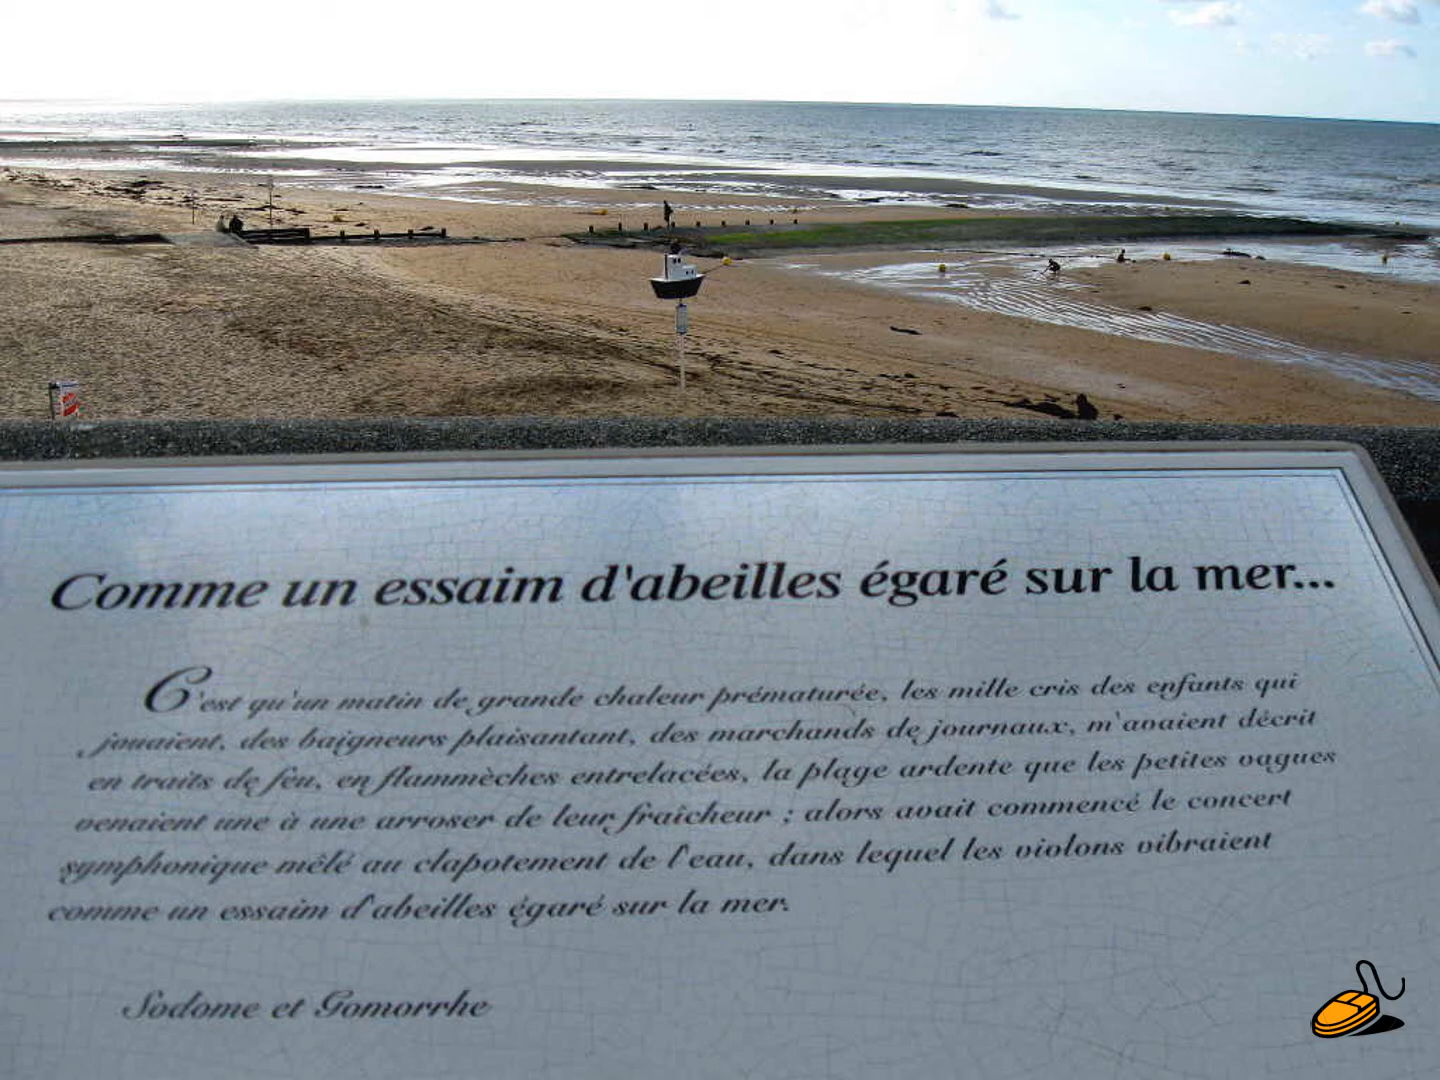 Comme un essaim d'abeilles égaré sur la mer...
C'est qu'un matin de grande chaleur prématurée, les mille cris des enfants qui
jouaient, des baigneurs plaisantant, des marchands de journaux, m'avaient décrit
en traits de feu, en flammèches entrelacées, la plage ardente que les petites vagues
venaient une à une arroser de leur fraîcheur ; alors avait commencé le concert
symphonique mêlé au clapotement de l'eau, dans lequel les violons vibraient
comme un essaim d'abeilles égaré sur la mer.
Sodome et Gomorrhe